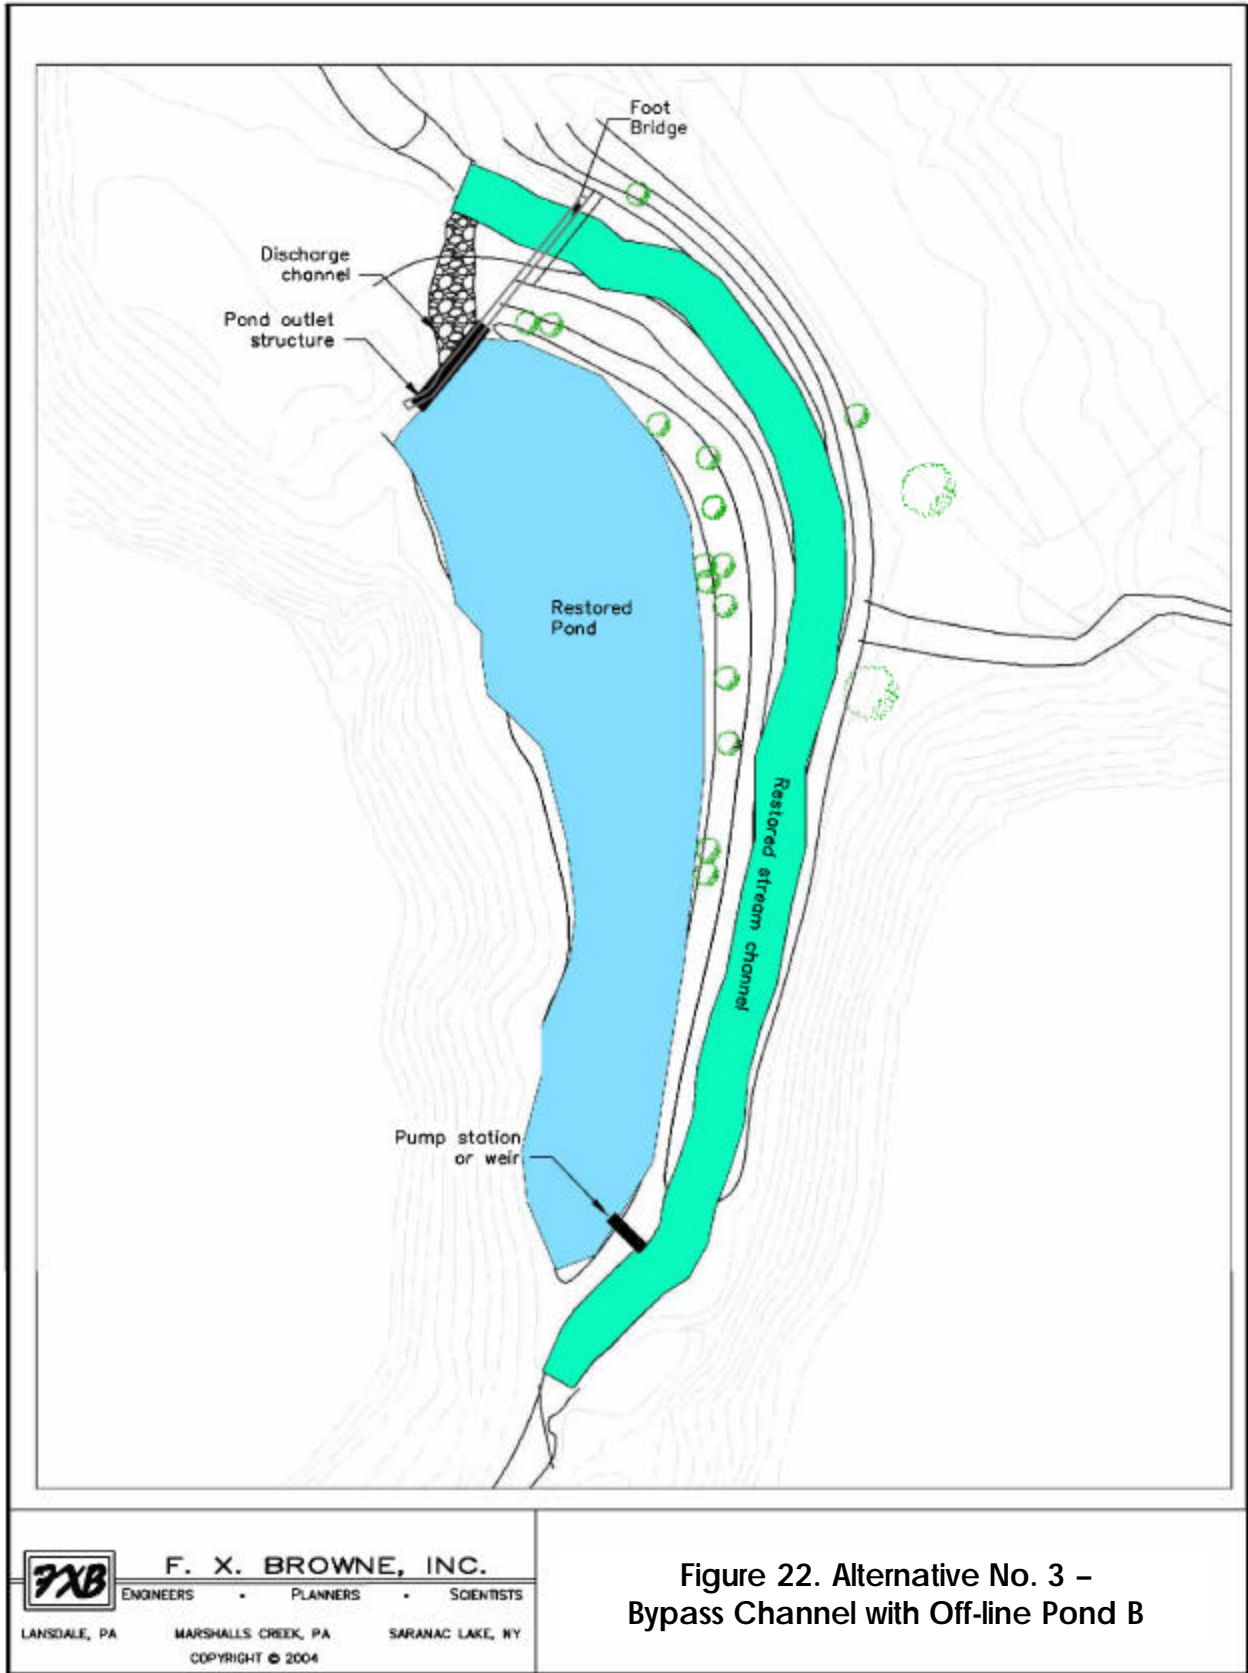 Foot
Bridge
Discharge
channel
Pond outlet
structure
Restored
Pond
Restored stream channel
Pump station
or weir
FXB
F. X. BROWNE, INC.
ENGINEERS - PLANNERS - SCIENTISTS
LANSDALE, PA MARSHALLS CREEK, PA SARANAC LAKE, NY
COPYRIGHT © 2004
Figure 22. Alternative No. 3 –
Bypass Channel with Off-line Pond B